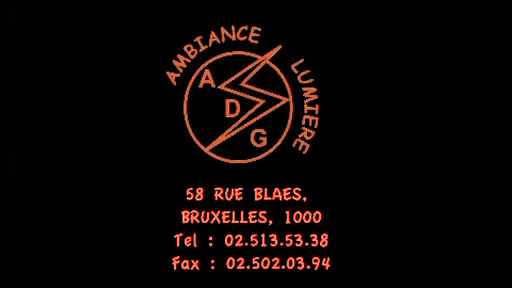 AMBIANCE
LUMIERE
A
D
G
58 RUE BLAES,
BRUXELLES, 1000
Tel : 02.513.53.38
Fax : 02.502.03.94